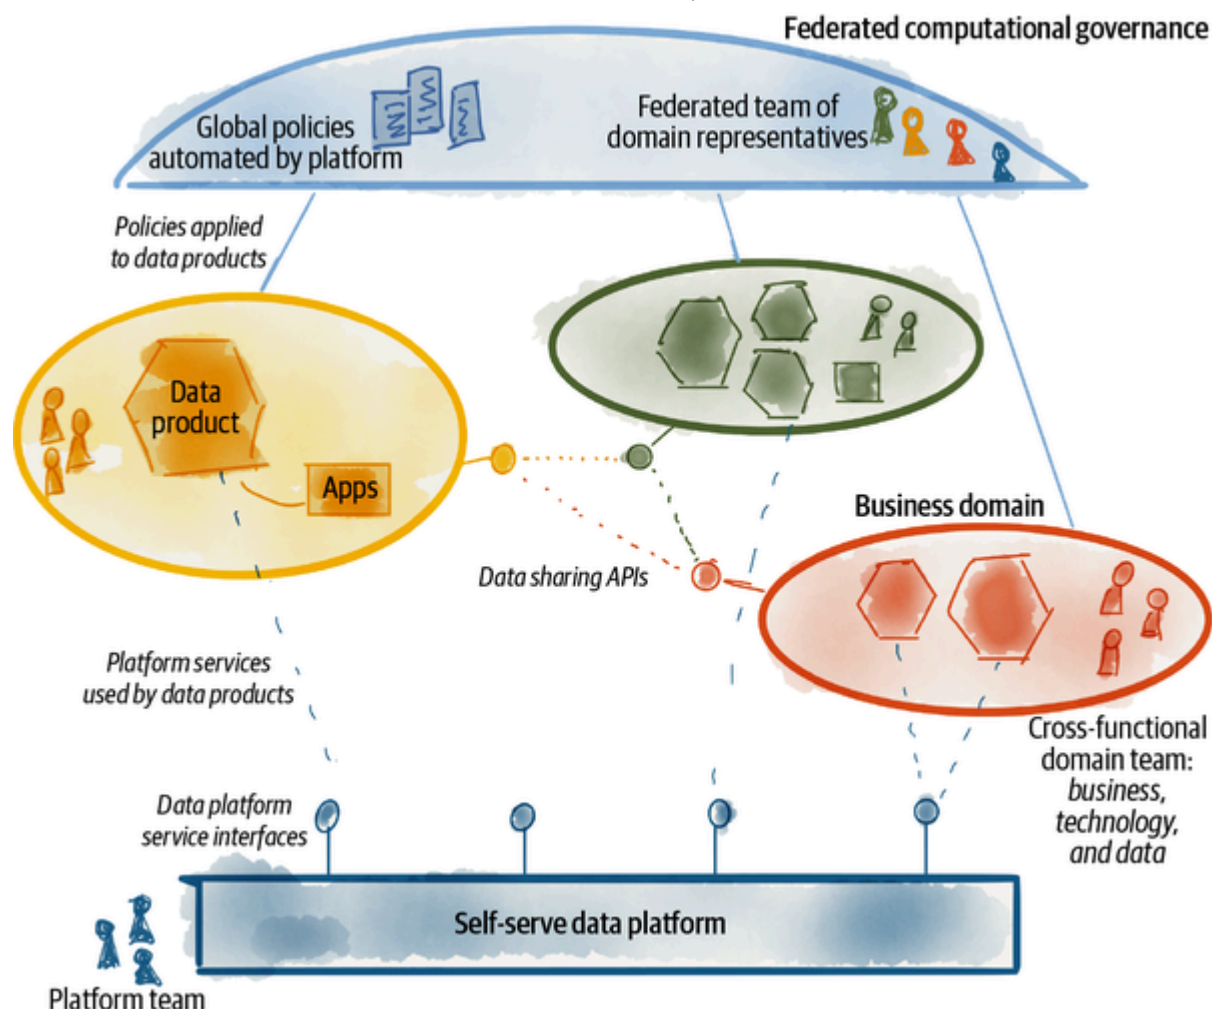 Federated computational governance
Global policies
automated by platform
Federated team of
domain representatives
Policies applied
to data products
Data
product
Apps
Business domain
Data sharing APIs
Platform services
used by data products
Cross-functional
domain team:
business,
technology,
and data
Data platform
service interfaces
Self-serve data platform
Platform team